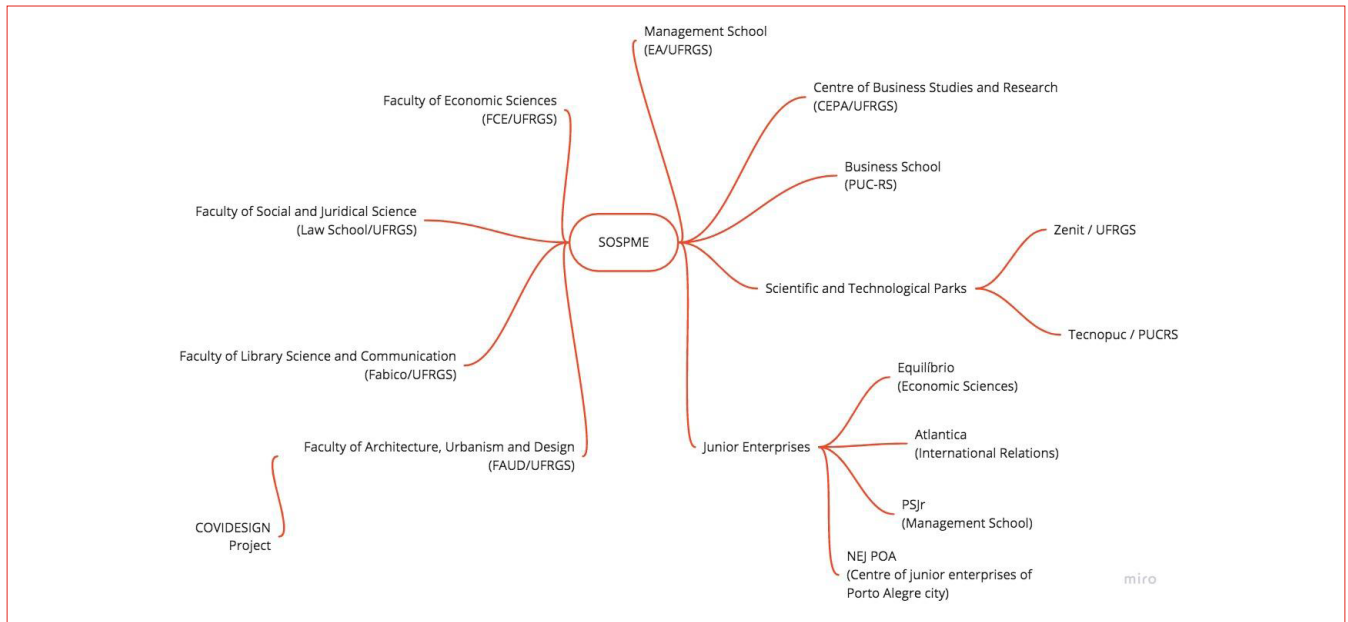 Management School
(EA/UFRGS)
Faculty of Economic Sciences
(FCE/UFRGS)
Centre of Business Studies and Research
(CEPA/UFRGS)
Business School
(PUC-RS)
Faculty of Social and Juridical Science
(Law School/UFRGS)
SOSPME
Zenit / UFRGS
Scientific and Technological Parks
Tecnopuc / PUCRS
Faculty of Library Science and Communication
(Fabico/UFRGS)
Equilíbrio
(Economic Sciences)
Faculty of Architecture, Urbanism and Design
(FAUD/UFRGS)
Junior Enterprises
Atlantica
(International Relations)
PSJr
(Management School)
COVIDESIGN
Project
NEJ POA
(Centre of junior enterprises of
Porto Alegre city)
miro